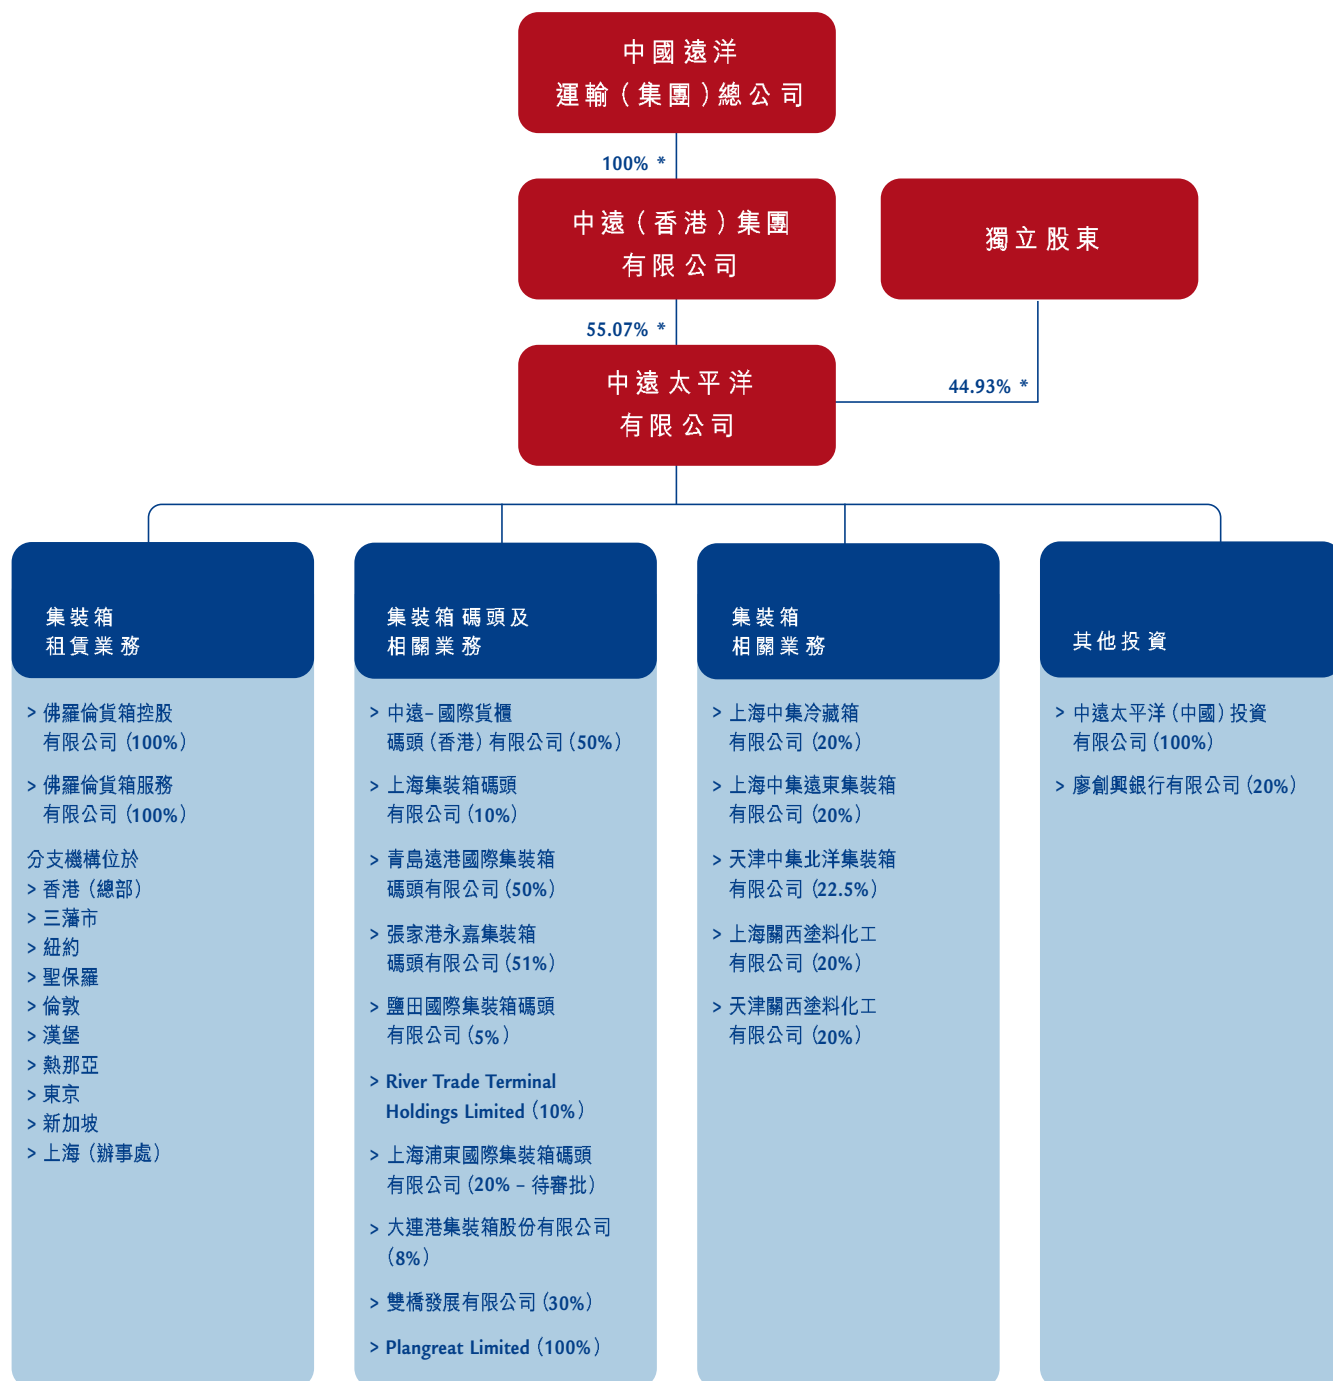 中國遠洋
運輸（集團）總公司
100% *
中遠（香港）集團
有限公司
獨立股東
55.07% *
中遠太平洋
有限公司
44.93% *
集裝箱
租賃業務
> 佛羅倫貨箱控股
有限公司 (100%)
> 佛羅倫貨箱服務
有限公司 (100%)
分支機構位於
> 香港（總部）
> 三藩市
> 紐約
> 聖保羅
> 倫敦
> 漢堡
> 熱那亞
> 東京
> 新加坡
> 上海（辦事處）
集裝箱碼頭及
相關業務
> 中遠–國際貨櫃
碼頭（香港）有限公司 (50%)
> 上海集裝箱碼頭
有限公司 (10%)
> 青島遠港國際集裝箱
碼頭有限公司 (50%)
> 張家港永嘉集裝箱
碼頭有限公司 (51%)
> 鹽田國際集裝箱碼頭
有限公司 (5%)
> River Trade Terminal
Holdings Limited (10%)
> 上海浦東國際集裝箱碼頭
有限公司 (20% – 待審批)
> 大連港集裝箱股份有限公司
(8%)
> 雙橋發展有限公司 (30%)
> Plangreat Limited (100%)
集裝箱
相關業務
> 上海中集冷藏箱
有限公司 (20%)
> 上海中集遠東集裝箱
有限公司 (20%)
> 天津中集北洋集裝箱
有限公司 (22.5%)
> 上海關西塗料化工
有限公司 (20%)
> 天津關西塗料化工
有限公司 (20%)
其他投資
> 中遠太平洋（中國）投資
有限公司 (100%)
> 廖創興銀行有限公司 (20%)